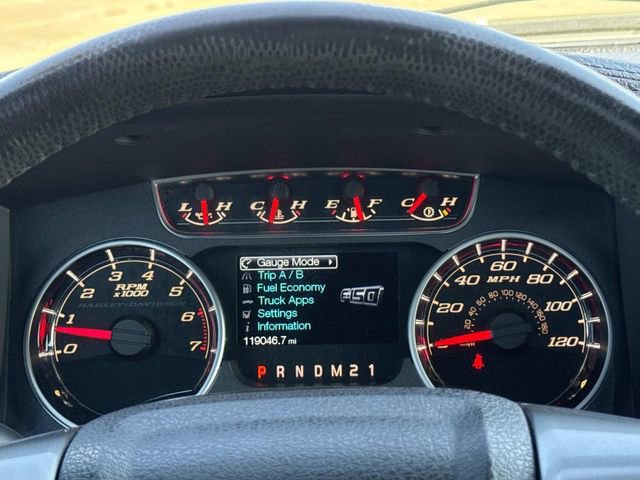 L H C H E F C H
RPM
x1000
HARLEY-DAVIDSON
0 1 2 3 4 5 6 7
Gauge Mode
Trip A / B
Fuel Economy
Truck Apps
Settings
Information
119046.7 mi
F150
P R N D M 2 1
MPH
0 20 40 60 80 100 120